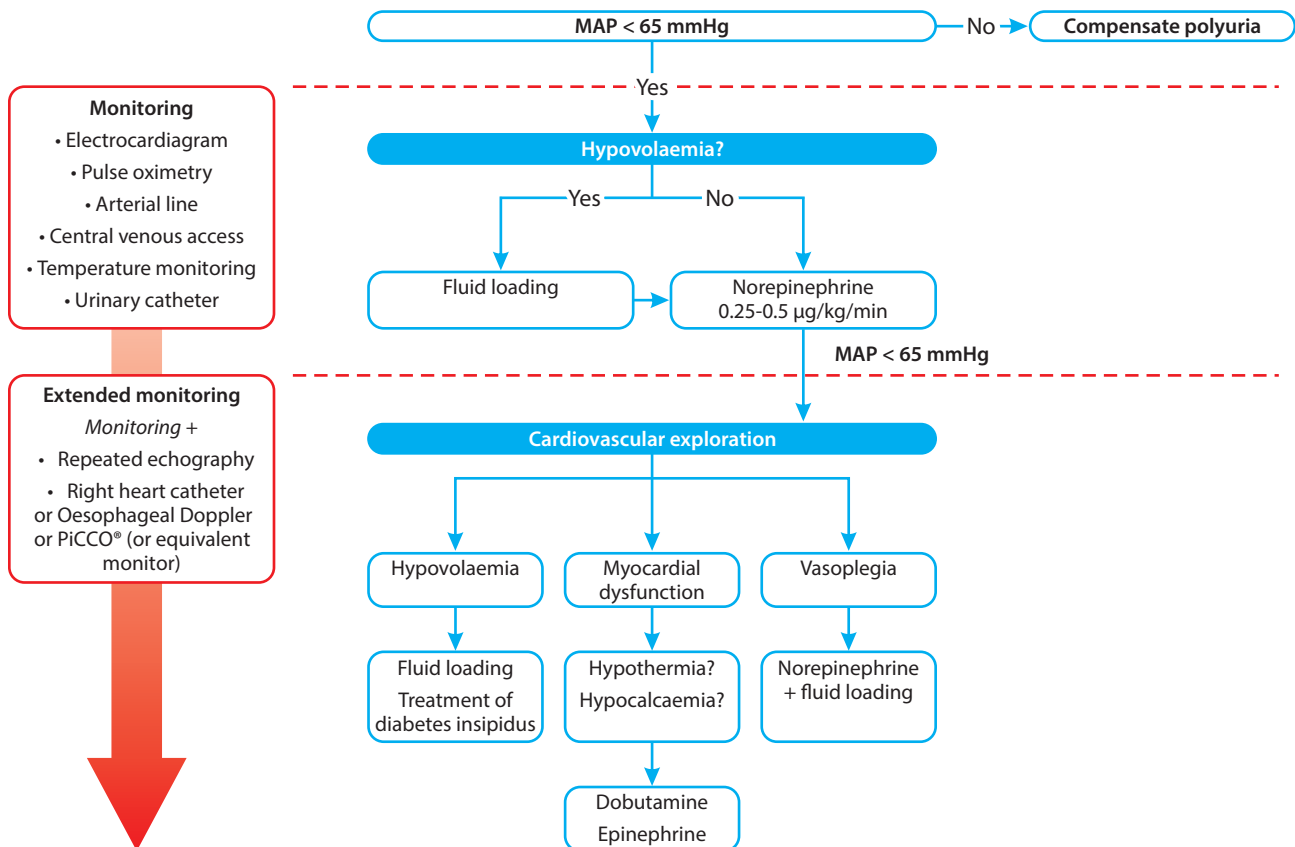 MAP < 65 mmHg
No
Compensate polyuria
Yes
Monitoring
• Electrocardiagram
• Pulse oximetry
• Arterial line
• Central venous access
• Temperature monitoring
• Urinary catheter
Hypovolaemia?
Yes
No
Fluid loading
Norepinephrine
0.25-0.5 µg/kg/min
MAP < 65 mmHg
Extended monitoring
Monitoring +
• Repeated echography
• Right heart catheter
or Oesophageal Doppler
or PiCCO® (or equivalent
monitor)
Cardiovascular exploration
Hypovolaemia
Myocardial
dysfunction
Vasoplegia
Fluid loading
Treatment of
diabetes insipidus
Hypothermia?
Hypocalcaemia?
Norepinephrine
+ fluid loading
Dobutamine
Epinephrine